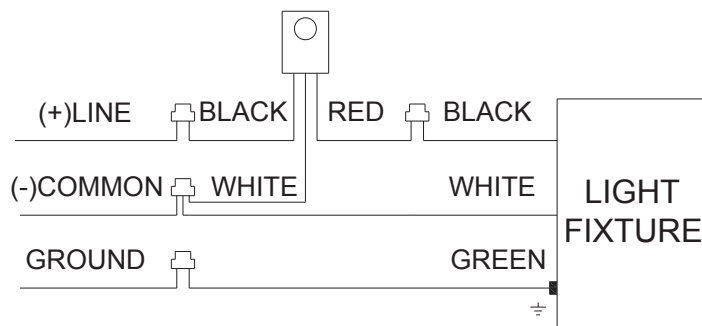 (+)LINE BLACK RED BLACK
(-)COMMON WHITE WHITE
LIGHT
FIXTURE
GROUND GREEN